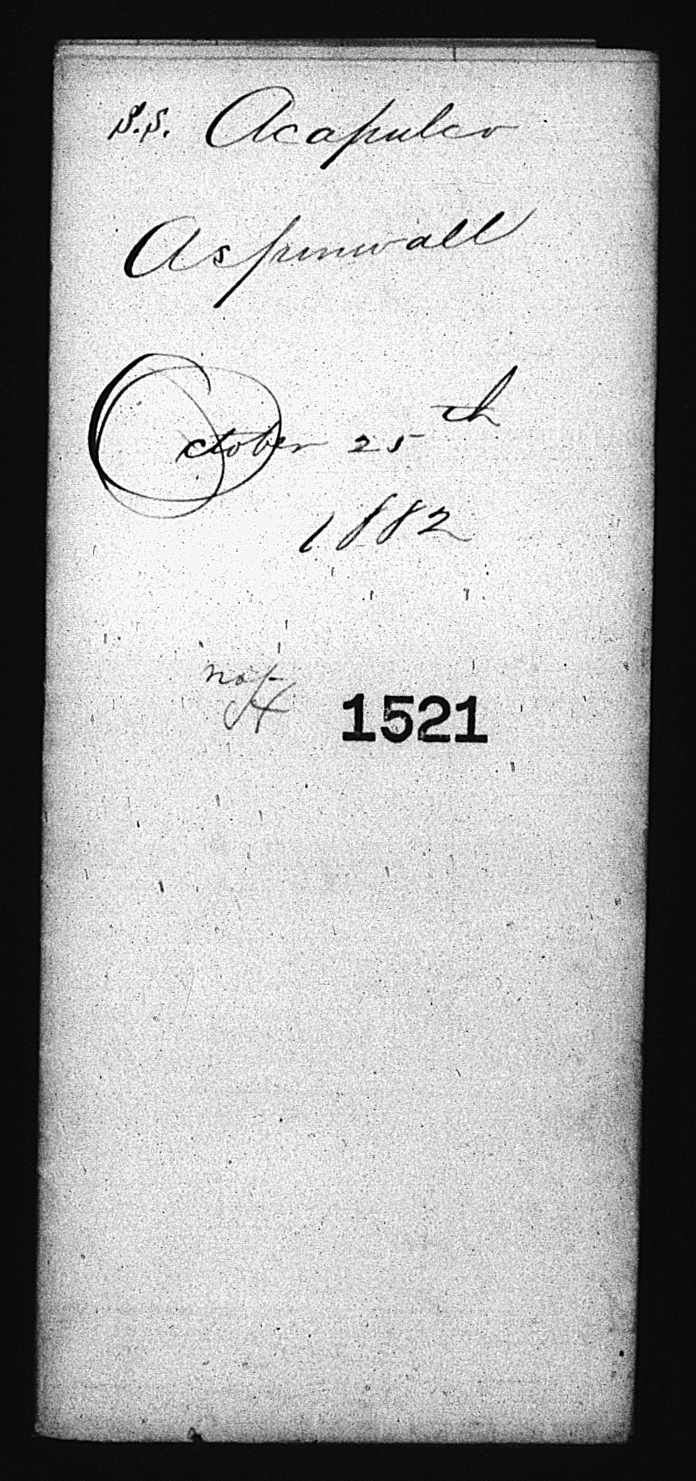 S.S. Acapulco
Aspinwall
October 25th
1882
1521